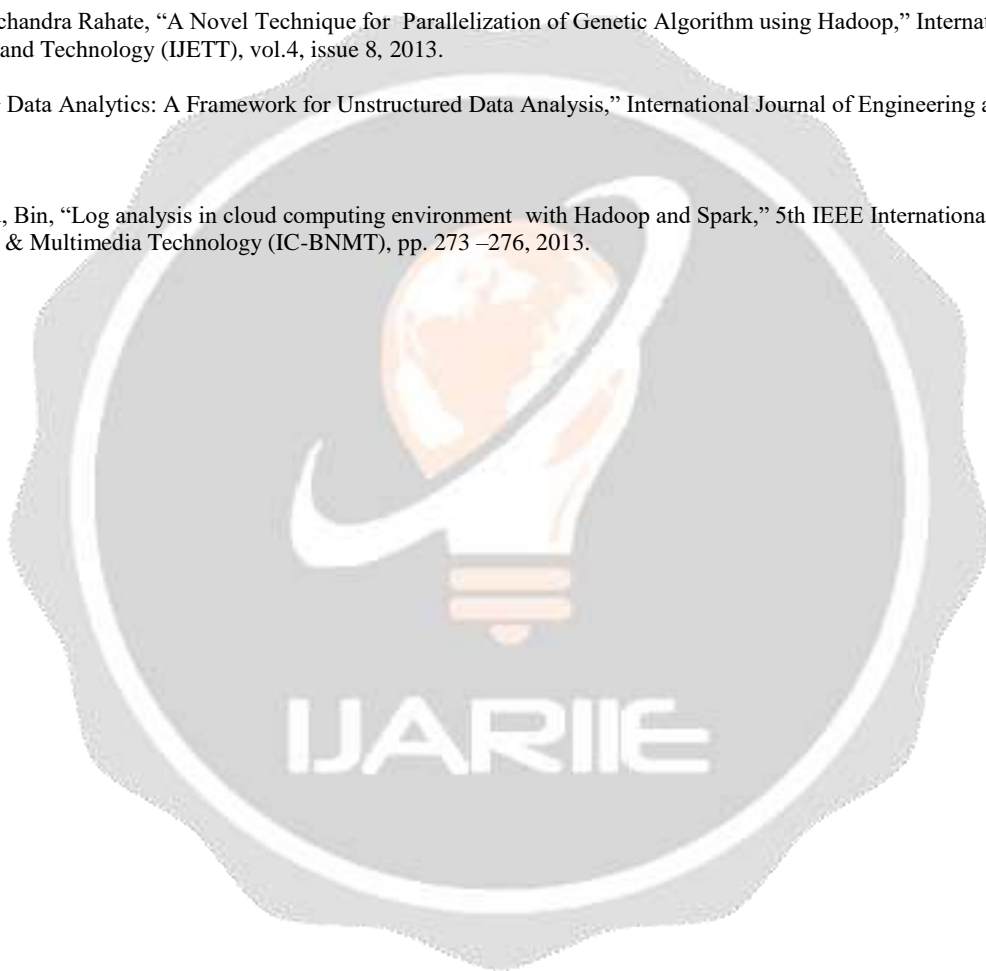 chandra Rahate, “A Novel Technique for Parallelization of Genetic Algorithm using Hadoop,”
and Technology (IJETT), vol.4, issue 8, 2013.
Data Analytics: A Framework for Unstructured Data Analysis,” International Journal of Engineering
, Bin, “Log analysis in cloud computing environment with Hadoop and Spark,” 5th IEEE
& Multimedia Technology (IC-BNMT), pp. 273 –276, 2013.
IJARIIE